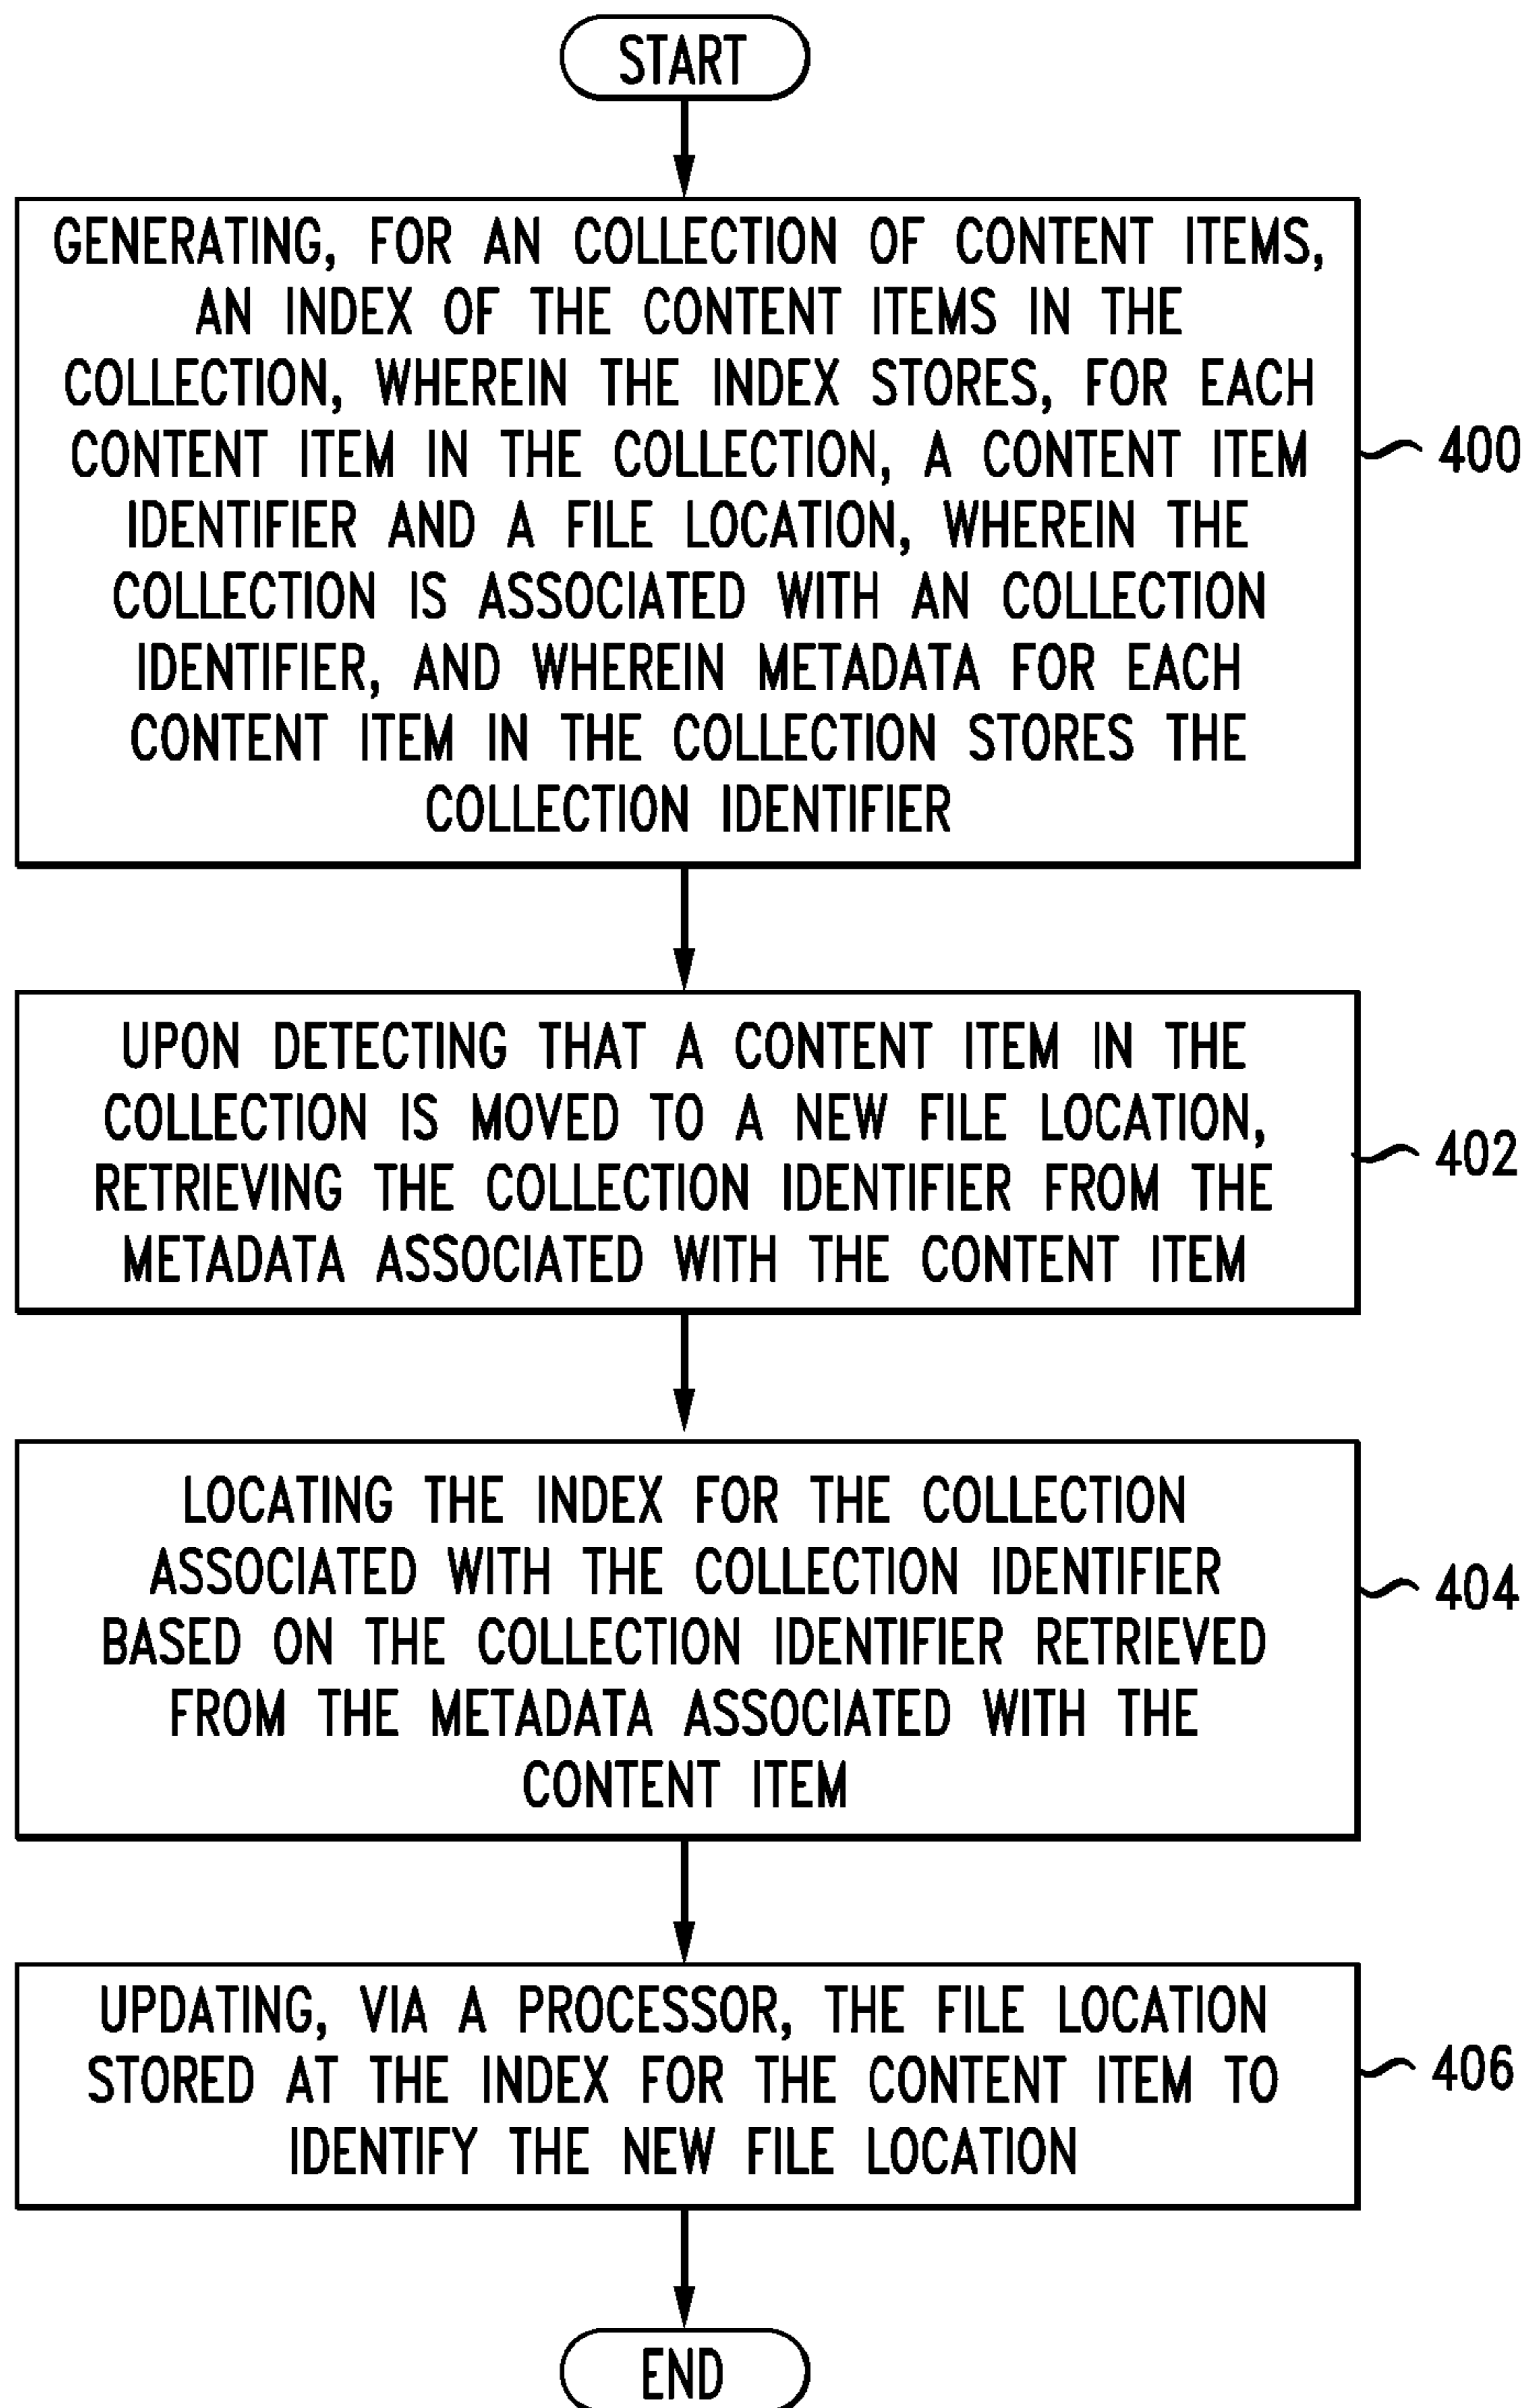 START
GENERATING, FOR AN COLLECTION OF CONTENT ITEMS,
AN INDEX OF THE CONTENT ITEMS IN THE
COLLECTION, WHEREIN THE INDEX STORES, FOR EACH
CONTENT ITEM IN THE COLLECTION, A CONTENT ITEM
IDENTIFIER AND A FILE LOCATION, WHEREIN THE
COLLECTION IS ASSOCIATED WITH AN COLLECTION
IDENTIFIER, AND WHEREIN METADATA FOR EACH
CONTENT ITEM IN THE COLLECTION STORES THE
COLLECTION IDENTIFIER
400
UPON DETECTING THAT A CONTENT ITEM IN THE
COLLECTION IS MOVED TO A NEW FILE LOCATION,
RETRIEVING THE COLLECTION IDENTIFIER FROM THE
METADATA ASSOCIATED WITH THE CONTENT ITEM
402
LOCATING THE INDEX FOR THE COLLECTION
ASSOCIATED WITH THE COLLECTION IDENTIFIER
BASED ON THE COLLECTION IDENTIFIER RETRIEVED
FROM THE METADATA ASSOCIATED WITH THE
CONTENT ITEM
404
UPDATING, VIA A PROCESSOR, THE FILE LOCATION
STORED AT THE INDEX FOR THE CONTENT ITEM TO
IDENTIFY THE NEW FILE LOCATION
406
END